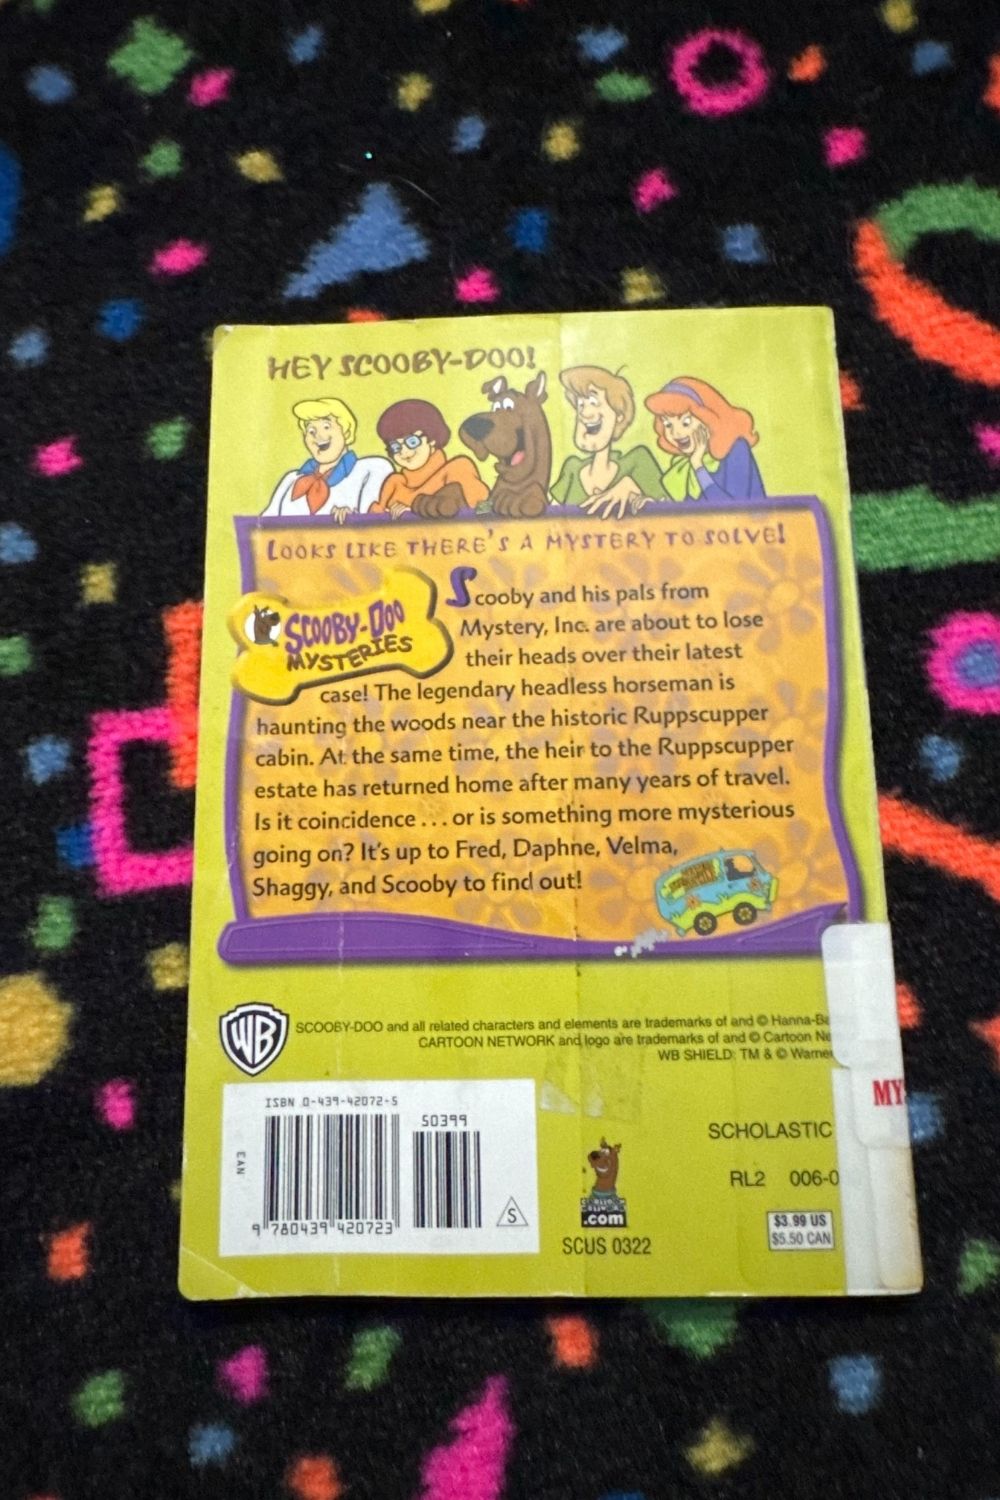 HEY SCOOBY-DOO!
LOOKS LIKE THERE'S A MYSTERY TO SOLVE!
SCOOBY-DOO
MYSTERIES
Scooby and his pals from
Mystery, Inc. are about to lose
their heads over their latest
case! The legendary headless horseman is
haunting the woods near the historic Ruppscupper
cabin. At the same time, the heir to the Ruppscupper
estate has returned home after many years of travel.
Is it coincidence . . . or is something more mysterious
going on? It's up to Fred, Daphne, Velma,
Shaggy, and Scooby to find out!
WB
SCOOBY-DOO and all related characters and elements are trademarks of and © Hanna-Ba
CARTOON NETWORK and logo are trademarks of and © Cartoon Ne
WB SHIELD: TM & © Warner
MY
ISBN 0-439-42072-5
50399
EAN
9 780439 420723
S
CARTOON NETWORK
.com
SCUS 0322
SCHOLASTIC
RL2 006-0
$3.99 US
$5.50 CAN